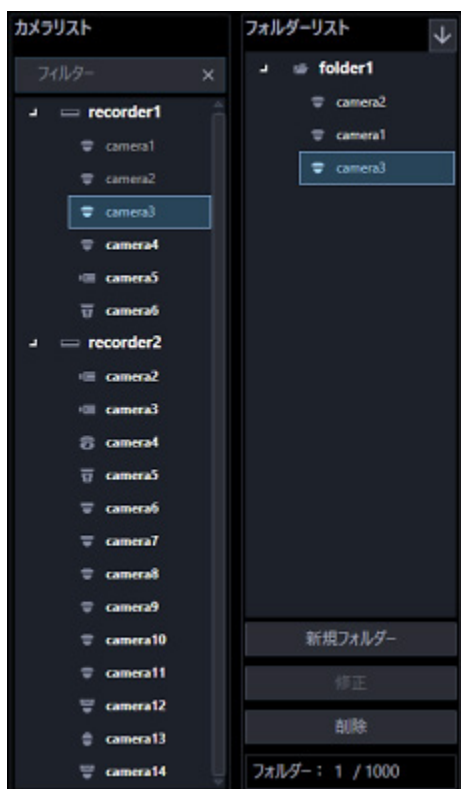 カメラリスト
フィルター
recorder1
camera1
camera2
camera3
camera4
camera5
camera6
recorder2
camera2
camera3
camera4
camera5
camera6
camera7
camera8
camera9
camera10
camera11
camera12
camera13
camera14
フォルダーリスト
folder1
camera2
camera1
camera3
新規フォルダー
修正
削除
フォルダー： 1 / 1000